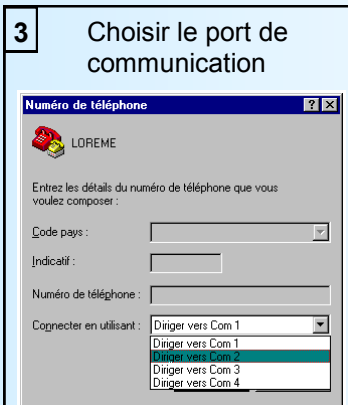 3 Choisir le port de
communication
Numéro de téléphone ? ×
LOREME
Entrez les détails du numéro de téléphone que vous
voulez composer :
Code pays :
Indicatif :
Numéro de téléphone :
Connecter en utilisant : Diriger vers Com 1
Diriger vers Com 1
Diriger vers Com 2
Diriger vers Com 3
Diriger vers Com 4